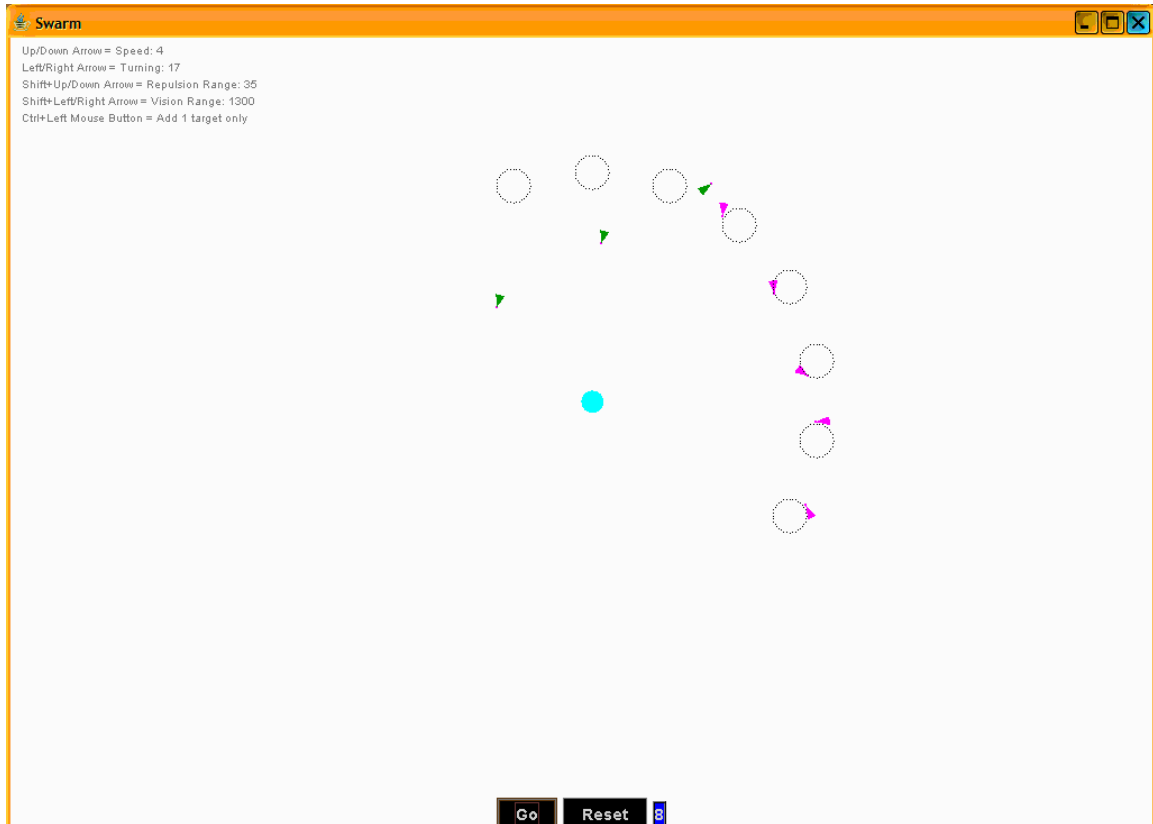 Swarm
Up/Down Arrow = Speed: 4
Left/Right Arrow = Turning: 17
Shift+Up/Down Arrow = Repulsion Range: 35
Shift+Left/Right Arrow = Vision Range: 1300
Ctrl+Left Mouse Button = Add 1 target only
Go Reset 8